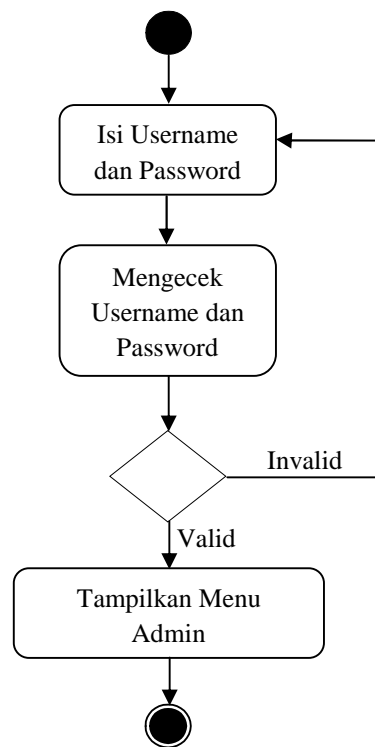 Isi Username
dan Password
Mengecek
Username dan
Password
Invalid
Valid
Tampilkan Menu
Admin